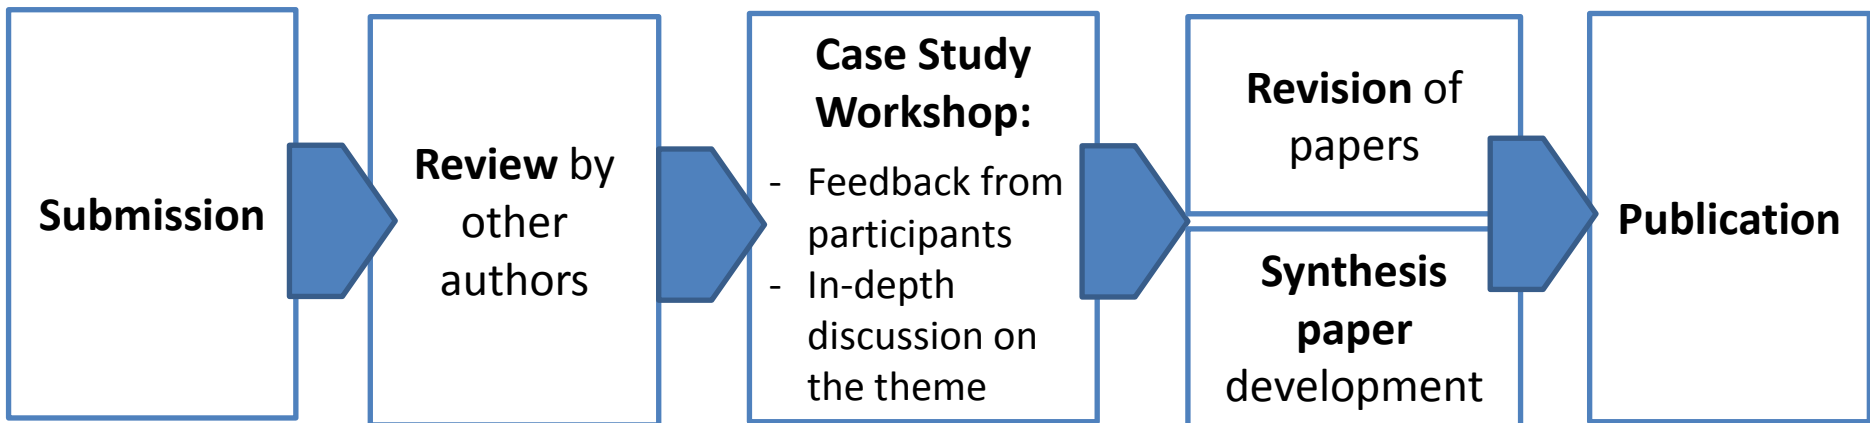 Submission
Review by
other
authors
Case Study
Workshop:
- Feedback from
participants
- In-depth
discussion on
the theme
Revision of
papers
Synthesis
paper
development
Publication